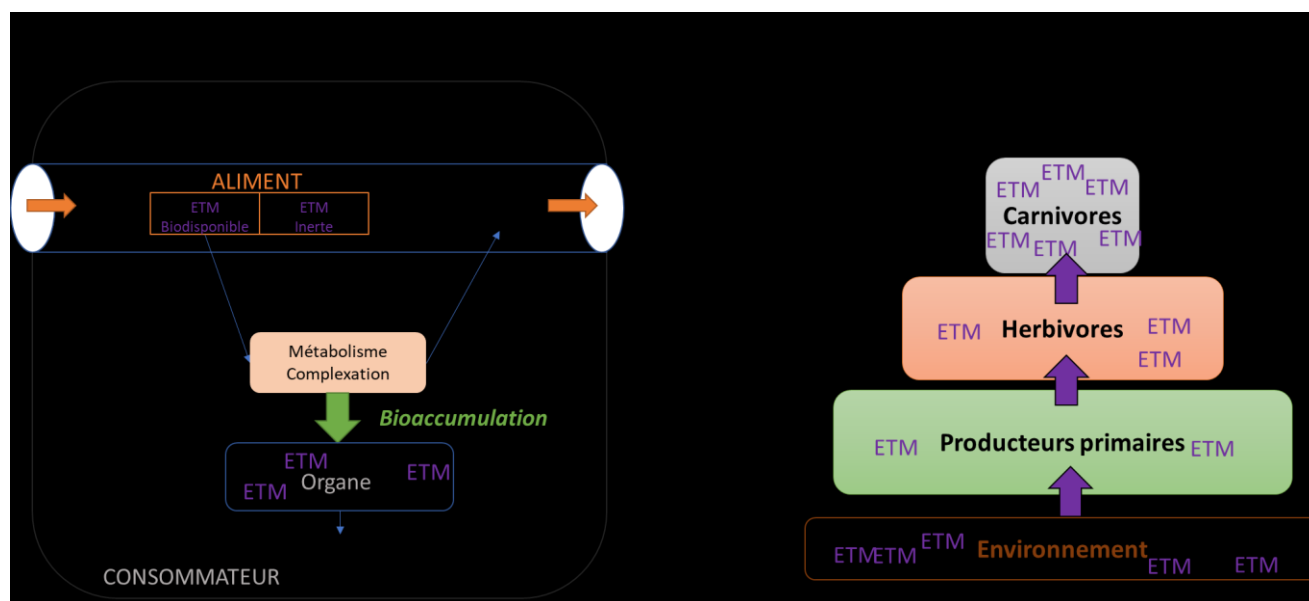 ALIMENT
ETM
Biodisponible
ETM
Inerte
Métabolisme
Complexation
Bioaccumulation
ETM
ETM
Organe
ETM
CONSOMMATEUR
ETM
ETM
ETM
Carnivores
ETM
ETM
ETM
ETM
Herbivores
ETM
ETM
ETM
Producteurs primaires
ETM
ETM
ETM
ETM
Environnement
ETM
ETM